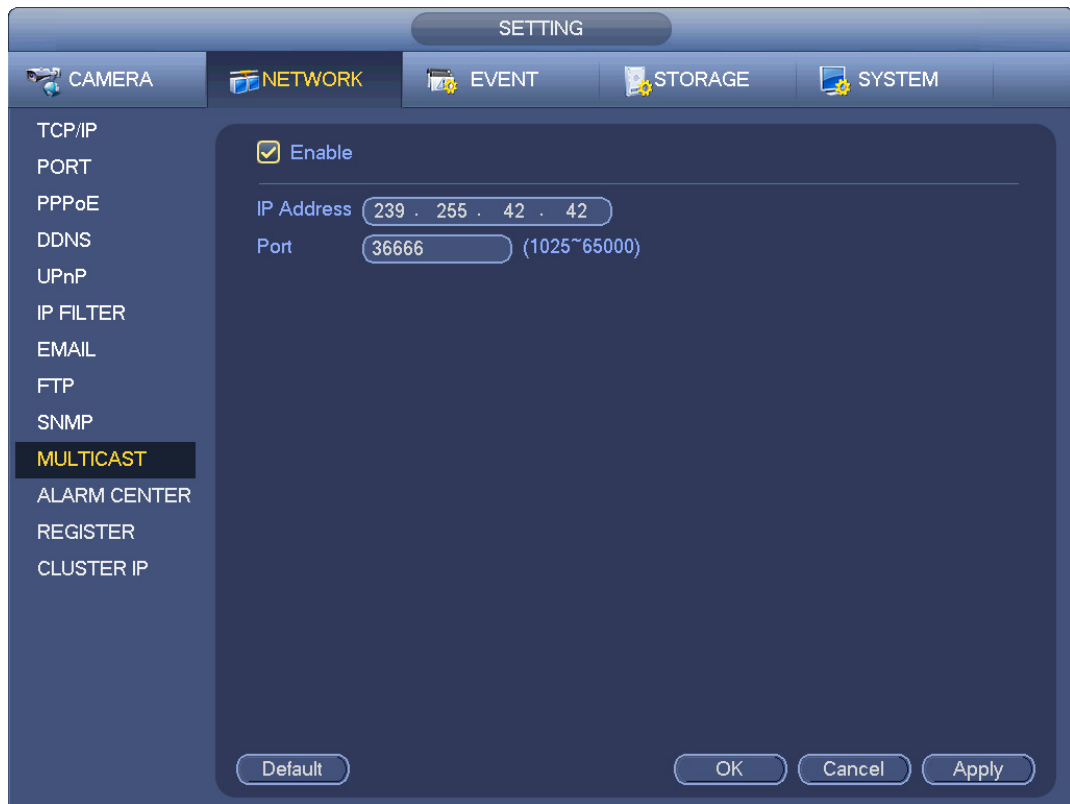 SETTING
CAMERA NETWORK EVENT STORAGE SYSTEM
TCP/IP
PORT
PPPoE
DDNS
UPnP
IP FILTER
EMAIL
FTP
SNMP
MULTICAST
ALARM CENTER
REGISTER
CLUSTER IP
Enable
IP Address 239 . 255 . 42 . 42
Port 36666 (1025~65000)
Default OK Cancel Apply